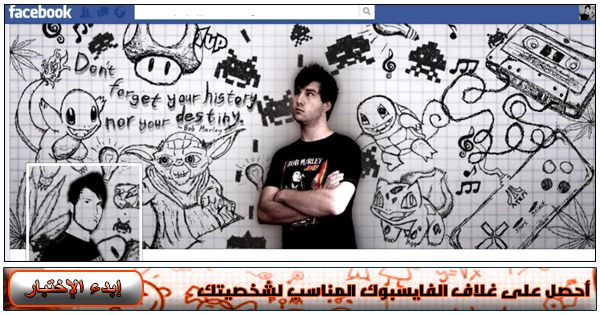 facebook
1UP
Don't
forget your history
nor your destiny.
Bob Marley
BOB MARLEY
أحصل على غلاف الفايسبوك المناسب لشخصيتك
إبدء الإختبار